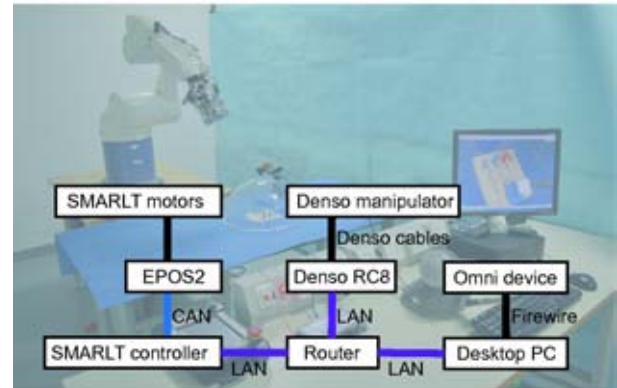 SMARLT motors
Denso manipulator
Denso cables
EPOS2
Denso RC8
Omni device
CAN
LAN
Firewire
SMARLT controller
LAN
Router
LAN
Desktop PC